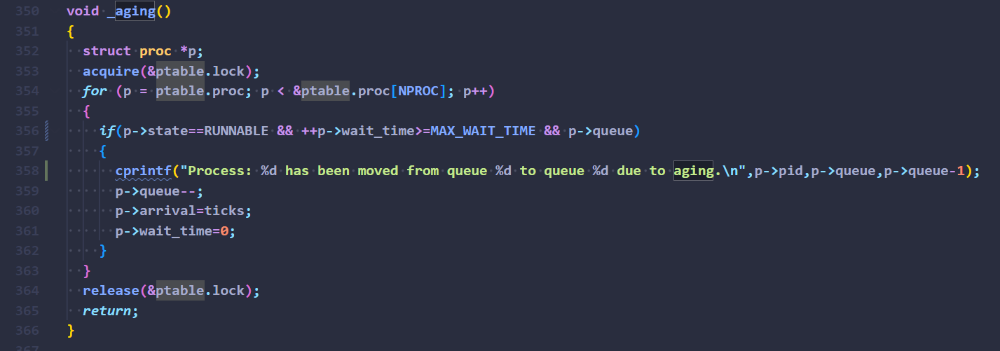 350 void _aging()
351 {
352 struct proc *p;
353 acquire(&ptable.lock);
354 for (p = ptable.proc; p < &ptable.proc[NPROC]; p++)
355 {
356 if(p->state==RUNNABLE && ++p->wait_time>=MAX_WAIT_TIME && p->queue)
357 {
358 cprintf("Process: %d has been moved from queue %d to queue %d due to aging.\n",p->pid,p->queue,p->queue-1);
359 p->queue--;
360 p->arrival=ticks;
361 p->wait_time=0;
362 }
363 }
364 release(&ptable.lock);
365 return;
366 }
367